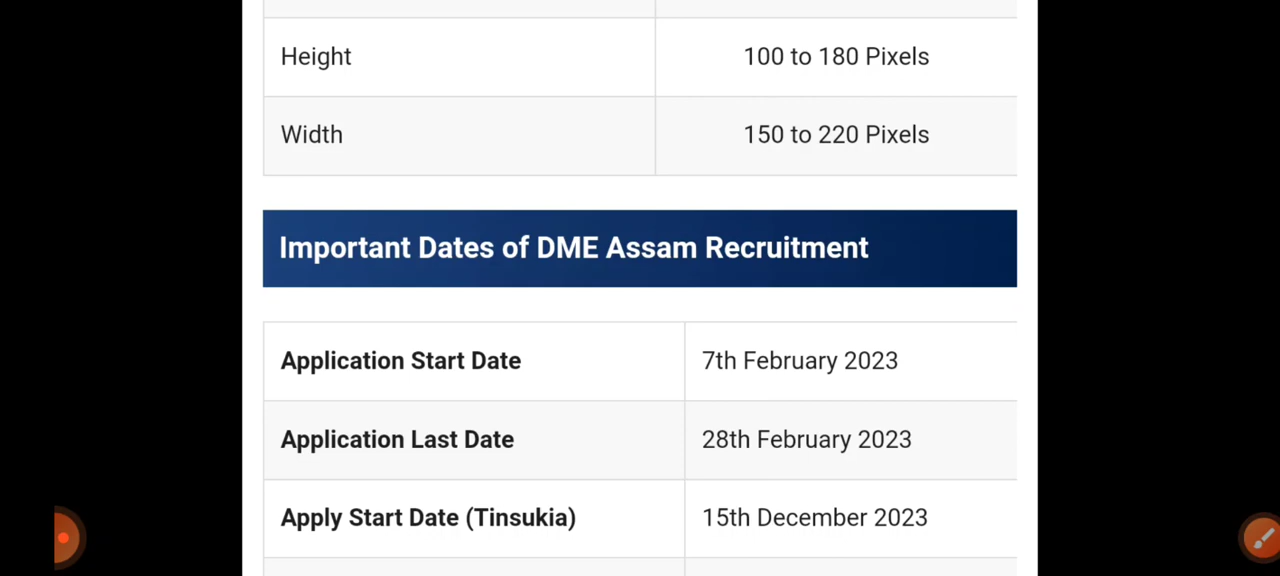 Height 100 to 180 Pixels
Width 150 to 220 Pixels
Important Dates of DME Assam Recruitment
Application Start Date 7th February 2023
Application Last Date 28th February 2023
Apply Start Date (Tinsukia) 15th December 2023